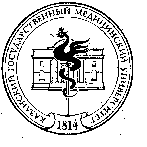 КАЗАНСКИЙ ГОСУДАРСТВЕННЫЙ МЕДИЦИНСКИЙ УНИВЕРСИТЕТ
1814